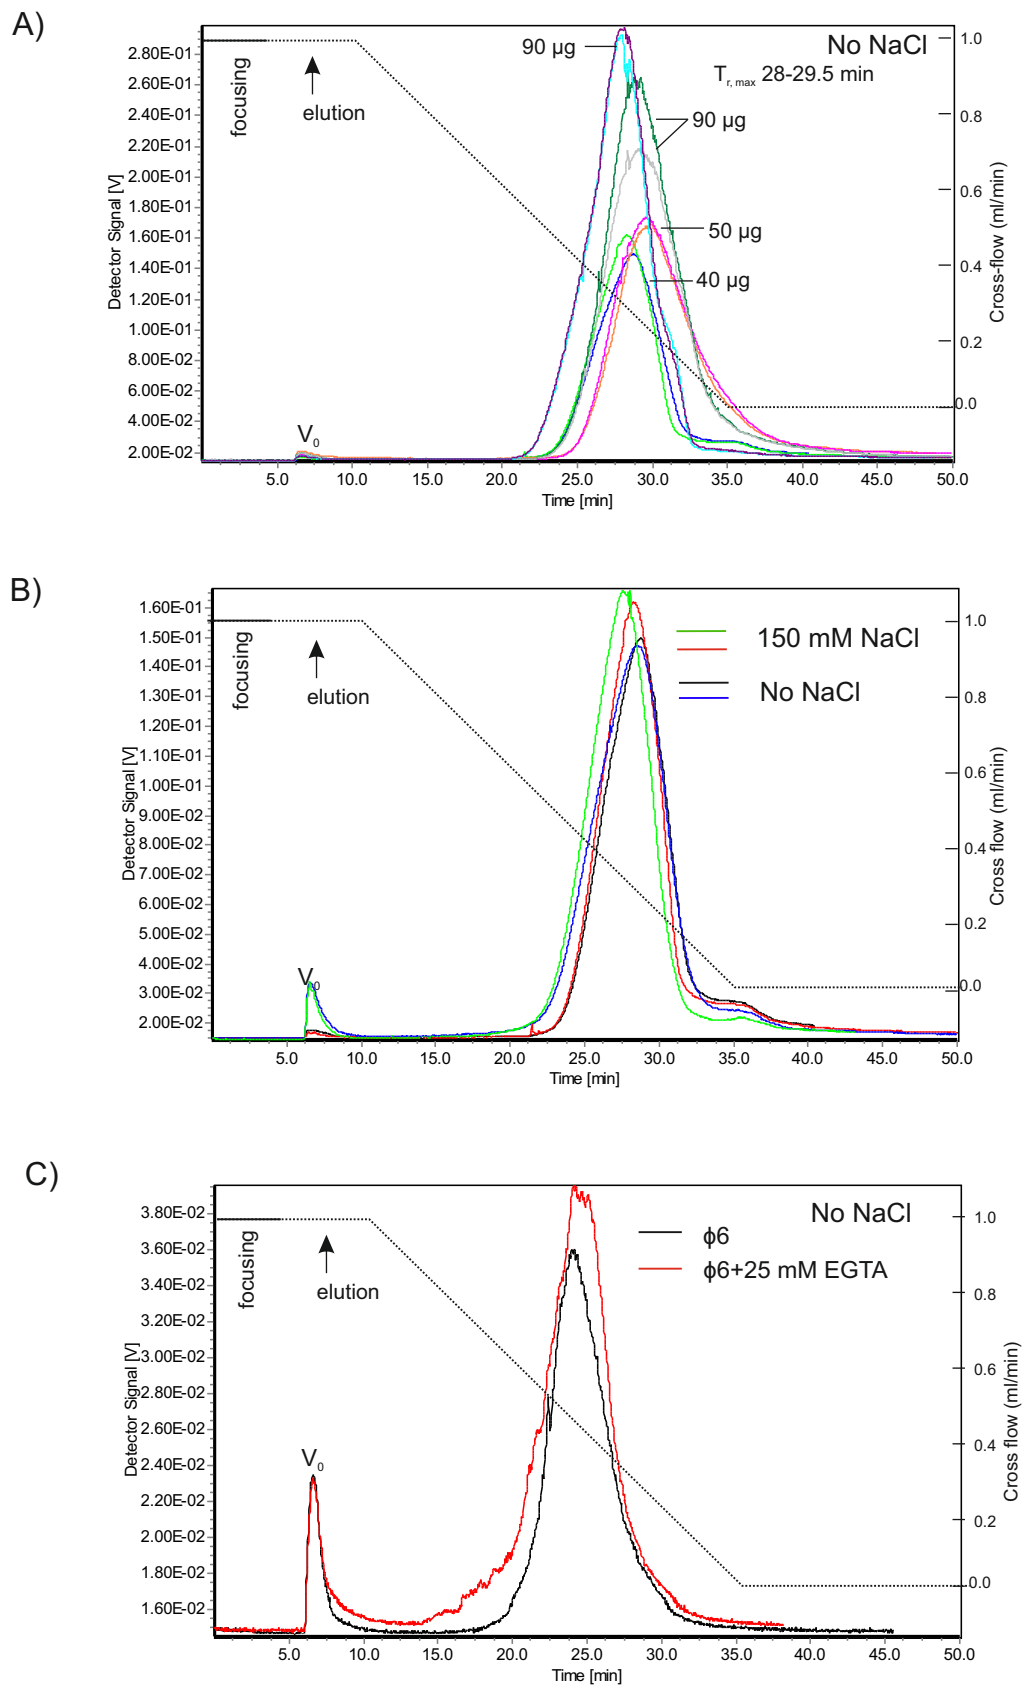 A)
No NaCl
T r, max 28-29.5 min
90 µg
90 µg
50 µg
40 µg
focusing
elution
V0
Detector Signal [V]
2.80E-01
2.60E-01
2.40E-01
2.20E-01
2.00E-01
1.80E-01
1.60E-01
1.40E-01
1.20E-01
1.00E-01
8.00E-02
6.00E-02
4.00E-02
2.00E-02
5.0 10.0 15.0 20.0 25.0 30.0 35.0 40.0 45.0 50.0
Time [min]
1.0
0.8
0.6
0.4
0.2
0.0
Cross-flow (ml/min)
B)
150 mM NaCl
No NaCl
focusing
elution
V0
Detector Signal [V]
1.60E-01
1.50E-01
1.40E-01
1.30E-01
1.20E-01
1.10E-01
1.00E-01
9.00E-02
8.00E-02
7.00E-02
6.00E-02
5.00E-02
4.00E-02
3.00E-02
2.00E-02
5.0 10.0 15.0 20.0 25.0 30.0 35.0 40.0 45.0 50.0
Time [min]
1.0
0.8
0.6
0.4
0.2
0.0
Cross flow (ml/min)
C)
No NaCl
ϕ6
ϕ6+25 mM EGTA
focusing
elution
V0
Detector Signal [V]
3.80E-02
3.60E-02
3.40E-02
3.20E-02
3.00E-02
2.80E-02
2.60E-02
2.40E-02
2.20E-02
2.00E-02
1.80E-02
1.60E-02
5.0 10.0 15.0 20.0 25.0 30.0 35.0 40.0 45.0 50.0
Time [min]
1.0
0.8
0.6
0.4
0.2
0.0
Cross flow (ml/min)